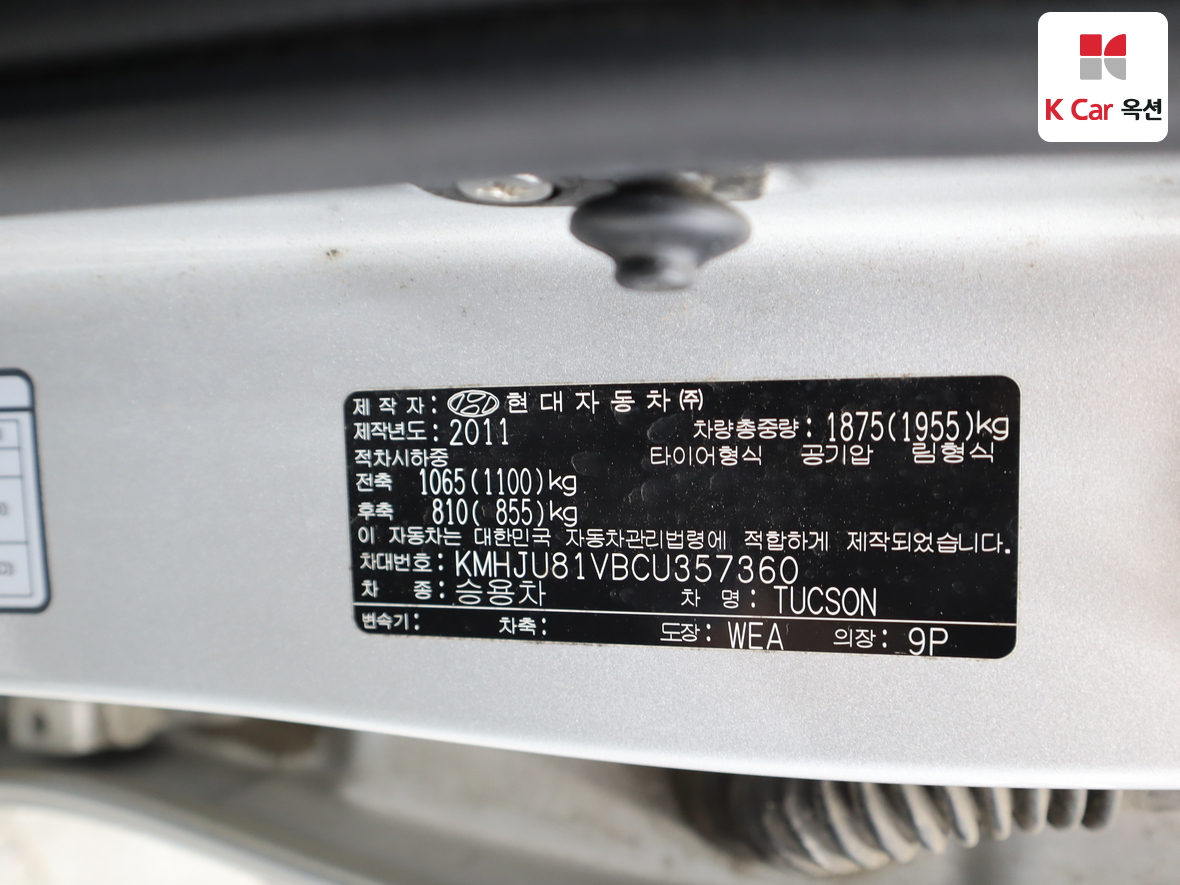 K Car 옥션
제 작 자 : 현 대 자 동 차 ㈜
제작년도 : 2011 차량총중량 : 1875(1955)kg
적차시하중 타이어형식 공기압 림형식
전축 1065(1100)kg
후축 810( 855)kg
이 자동차는 대한민국 자동차관리법령에 적합하게 제작되었습니다.
차대번호 : KMHJU81VBCU357360
차 종 : 승용차 차 명 : TUCSON
변속기 : 차축 : 도장 : WEA 의장 : 9P